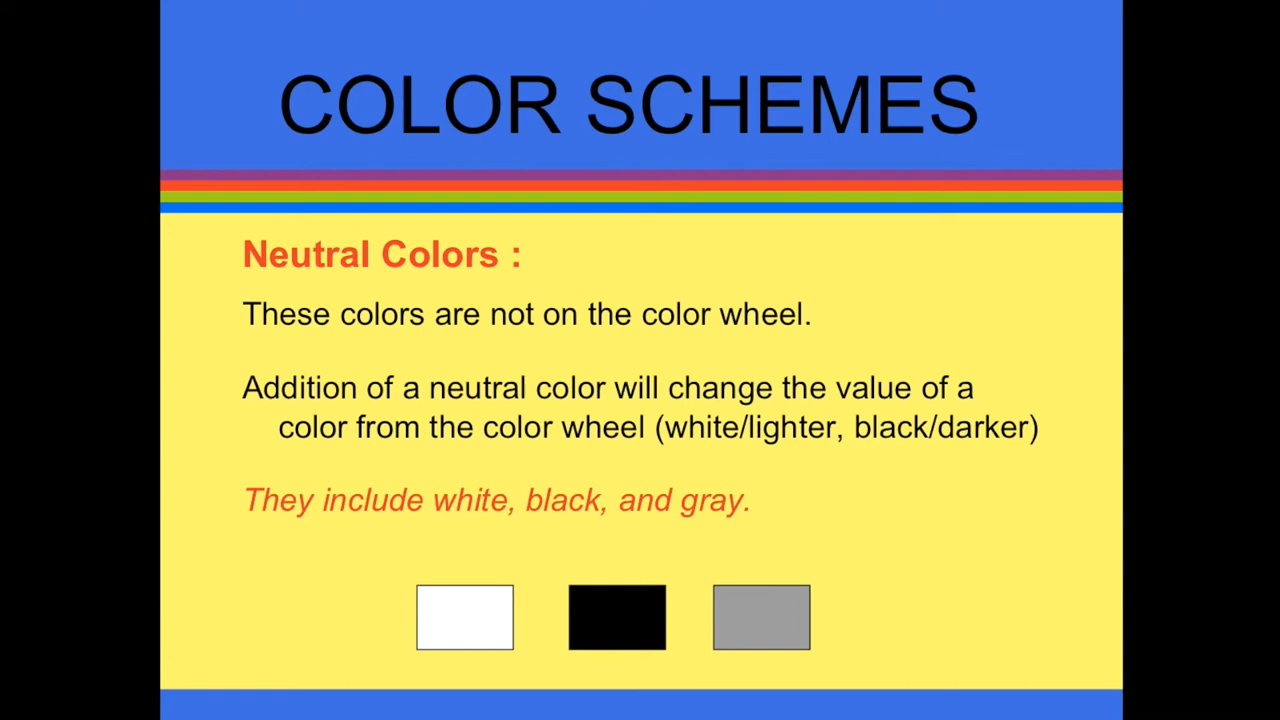 COLOR SCHEMES
Neutral Colors :
These colors are not on the color wheel.
Addition of a neutral color will change the value of a
color from the color wheel (white/lighter, black/darker)
They include white, black, and gray.